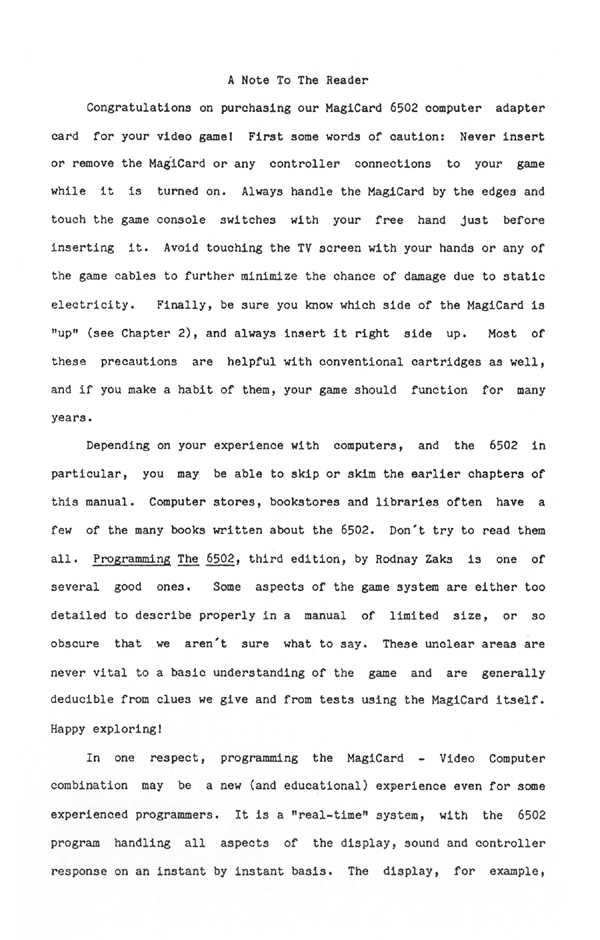 A Note To The Reader
Congratulations on purchasing our MagiCard 6502 computer adapter
card for your video game! First some words of caution: Never insert
or remove the MagiCard or any controller connections to your game
while it is turned on. Always handle the MagiCard by the edges and
touch the game console switches with your free hand just before
inserting it. Avoid touching the TV screen with your hands or any of
the game cables to further minimize the chance of damage due to static
electricity. Finally, be sure you know which side of the MagiCard is
"up" (see Chapter 2), and always insert it right side up. Most of
these precautions are helpful with conventional cartridges as well,
and if you make a habit of them, your game should function for many
years.
Depending on your experience with computers, and the 6502 in
particular, you may be able to skip or skim the earlier chapters of
this manual. Computer stores, bookstores and libraries often have a
few of the many books written about the 6502. Don't try to read them
all. Programming The 6502, third edition, by Rodnay Zaks is one of
several good ones. Some aspects of the game system are either too
detailed to describe properly in a manual of limited size, or so
obscure that we aren't sure what to say. These unclear areas are
never vital to a basic understanding of the game and are generally
deducible from clues we give and from tests using the MagiCard itself.
Happy exploring!
In one respect, programming the MagiCard - Video Computer
combination may be a new (and educational) experience even for some
experienced programmers. It is a "real-time" system, with the 6502
program handling all aspects of the display, sound and controller
response on an instant by instant basis. The display, for example,